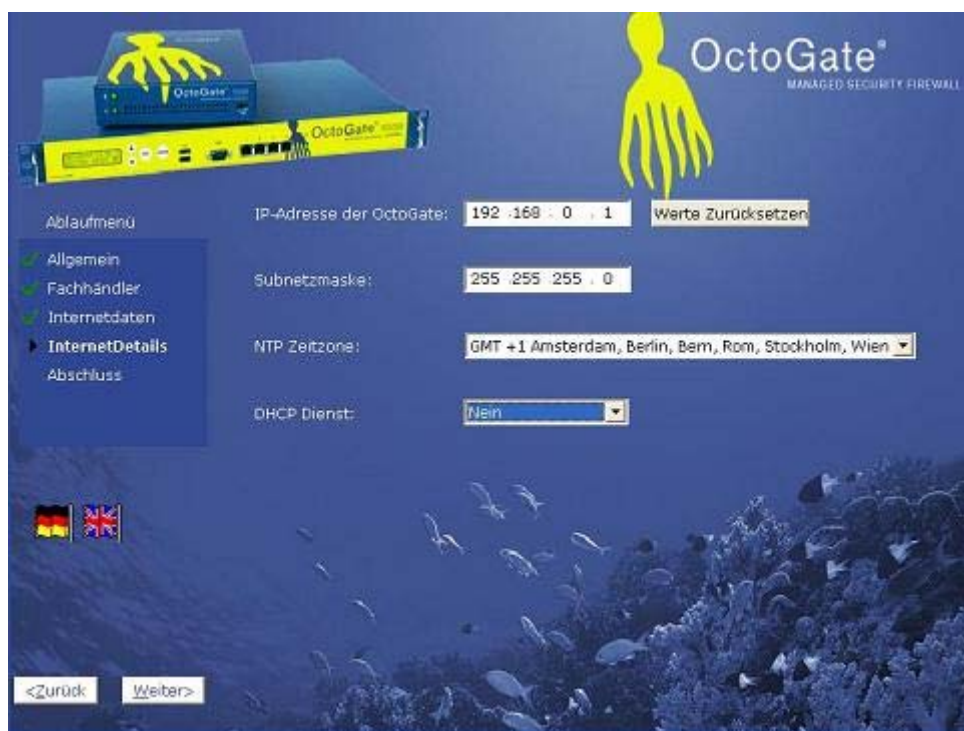 OctoGate
OctoGate
OctoGate®
MANAGED SECURITY FIREWALL
Ablaufmenü
Allgemein
Fachhändler
Internetdaten
InternetDetails
Abschluss
IP-Adresse der OctoGate: 192 .168 . 0 . 1 Werte Zurücksetzen
Subnetzmaske: 255 .255 .255 . 0
NTP Zeitzone: GMT +1 Amsterdam, Berlin, Bern, Rom, Stockholm, Wien
DHCP Dienst: Nein
<Zurück Weiter>